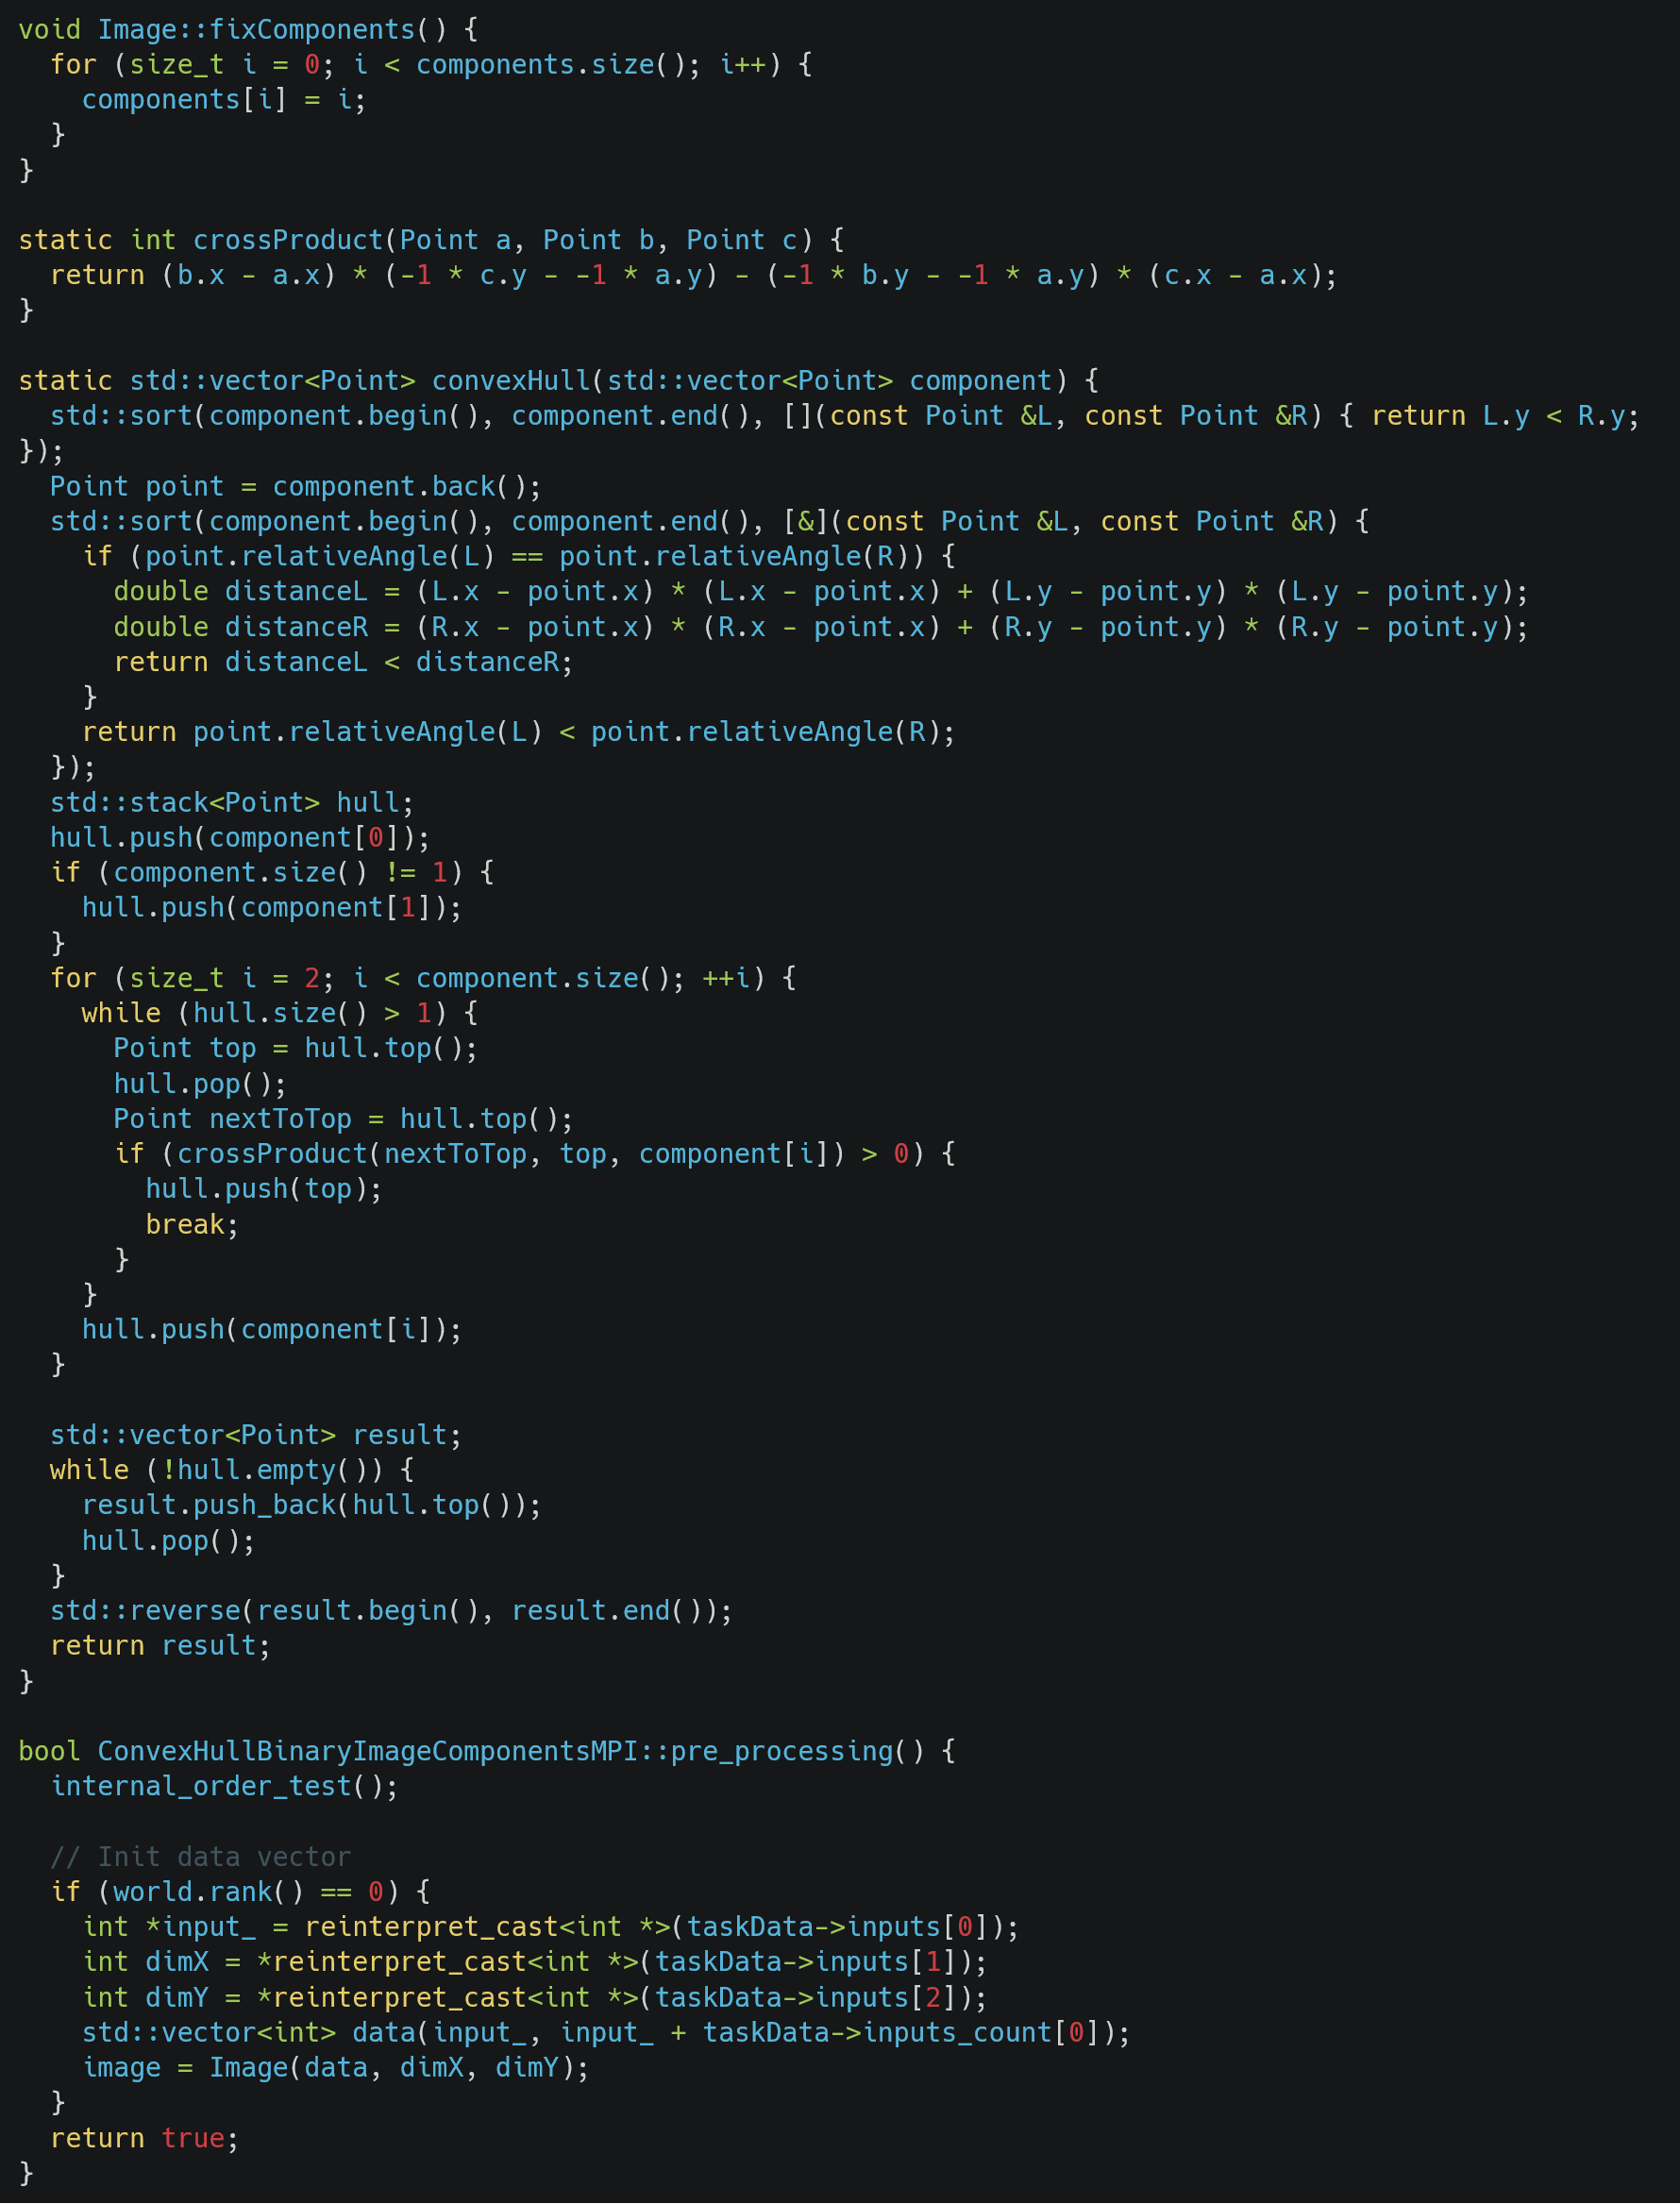 void Image::fixComponents() {
  for (size_t i = 0; i < components.size(); i++) {
    components[i] = i;
  }
}

static int crossProduct(Point a, Point b, Point c) {
  return (b.x - a.x) * (-1 * c.y - -1 * a.y) - (-1 * b.y - -1 * a.y) * (c.x - a.x);
}

static std::vector<Point> convexHull(std::vector<Point> component) {
  std::sort(component.begin(), component.end(), [](const Point &L, const Point &R) { return L.y < R.y;
});
  Point point = component.back();
  std::sort(component.begin(), component.end(), [&](const Point &L, const Point &R) {
    if (point.relativeAngle(L) == point.relativeAngle(R)) {
      double distanceL = (L.x - point.x) * (L.x - point.x) + (L.y - point.y) * (L.y - point.y);
      double distanceR = (R.x - point.x) * (R.x - point.x) + (R.y - point.y) * (R.y - point.y);
      return distanceL < distanceR;
    }
    return point.relativeAngle(L) < point.relativeAngle(R);
  });
  std::stack<Point> hull;
  hull.push(component[0]);
  if (component.size() != 1) {
    hull.push(component[1]);
  }
  for (size_t i = 2; i < component.size(); ++i) {
    while (hull.size() > 1) {
      Point top = hull.top();
      hull.pop();
      Point nextToTop = hull.top();
      if (crossProduct(nextToTop, top, component[i]) > 0) {
        hull.push(top);
        break;
      }
    }
    hull.push(component[i]);
  }

  std::vector<Point> result;
  while (!hull.empty()) {
    result.push_back(hull.top());
    hull.pop();
  }
  std::reverse(result.begin(), result.end());
  return result;
}

bool ConvexHullBinaryImageComponentsMPI::pre_processing() {
  internal_order_test();

  // Init data vector
  if (world.rank() == 0) {
    int *input_ = reinterpret_cast<int *>(taskData->inputs[0]);
    int dimX = *reinterpret_cast<int *>(taskData->inputs[1]);
    int dimY = *reinterpret_cast<int *>(taskData->inputs[2]);
    std::vector<int> data(input_, input_ + taskData->inputs_count[0]);
    image = Image(data, dimX, dimY);
  }
  return true;
}